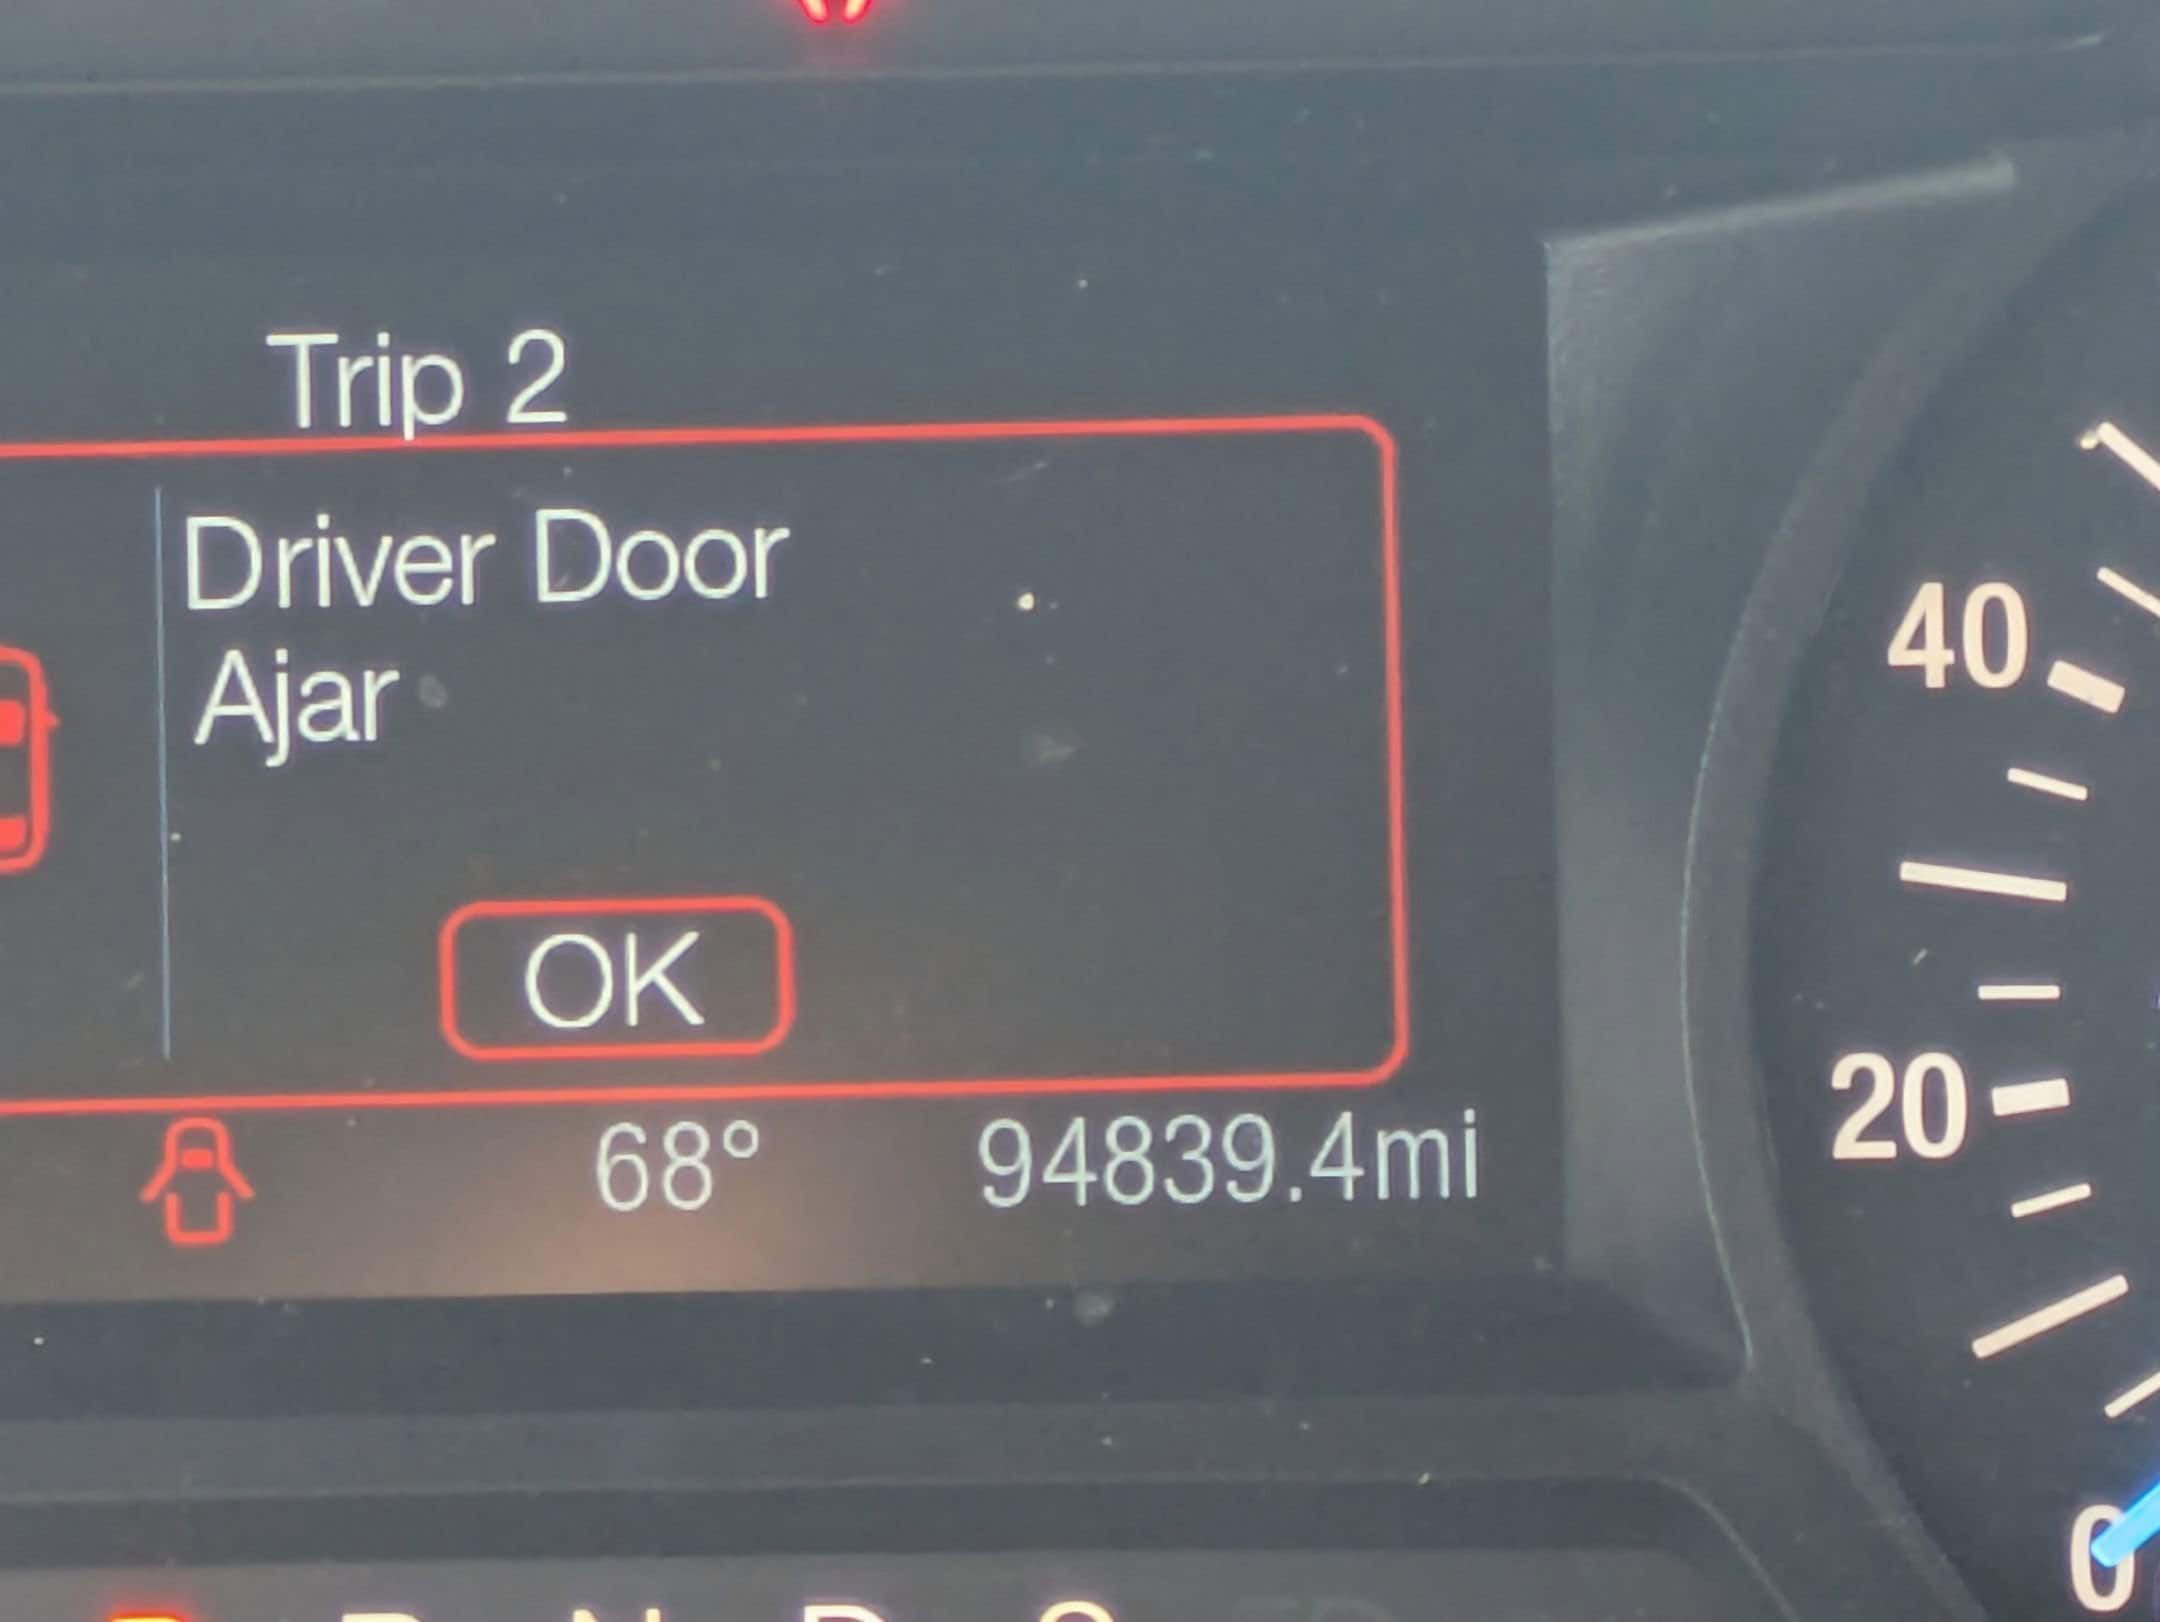 Trip 2
Driver Door
Ajar
OK
68° 94839.4mi
40
20
0
N D S